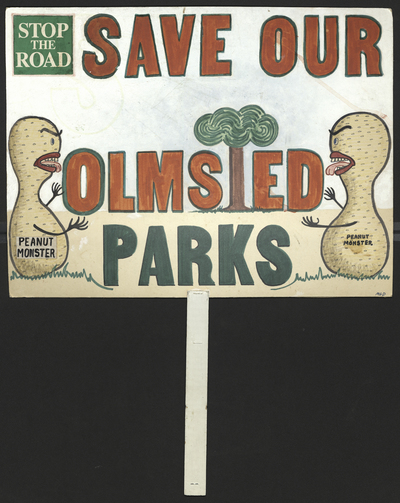 STOP
THE
ROAD
SAVE OUR
OLMSTED
PARKS
PEANUT
MONSTER
PEANUT
MONSTER